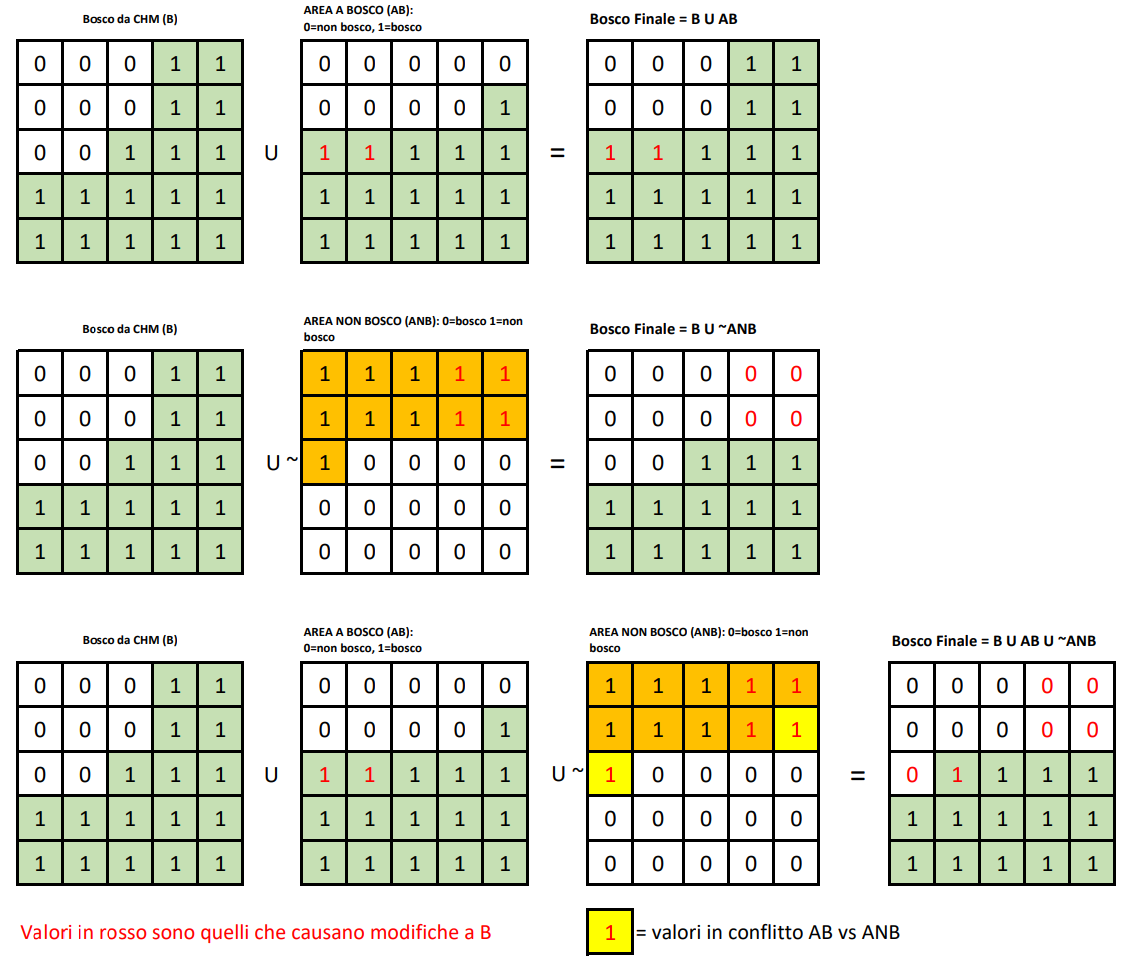 Bosco da CHM (B)
AREA A BOSCO (AB):
0=non bosco, 1=bosco
Bosco Finale = B U AB
0 0 0 1 1 0 0 0 0 0 0 0 0 1 1
0 0 0 1 1 0 0 0 0 1 0 0 0 1 1
0 0 1 1 1 U 1 1 1 1 1 = 1 1 1 1 1
1 1 1 1 1 1 1 1 1 1 1 1 1 1 1
1 1 1 1 1 1 1 1 1 1 1 1 1 1 1
Bosco da CHM (B)
AREA NON BOSCO (ANB): 0=bosco 1=non
bosco
Bosco Finale = B U ~ANB
0 0 0 1 1 1 1 1 1 1 0 0 0 0 0
0 0 0 1 1 1 1 1 1 1 0 0 0 0 0
0 0 1 1 1 U ~ 1 0 0 0 0 = 0 0 1 1 1
1 1 1 1 1 0 0 0 0 0 1 1 1 1 1
1 1 1 1 1 0 0 0 0 0 1 1 1 1 1
Bosco da CHM (B)
AREA A BOSCO (AB):
0=non bosco, 1=bosco
AREA NON BOSCO (ANB): 0=bosco 1=non
bosco
Bosco Finale = B U AB U ~ANB
0 0 0 1 1 0 0 0 0 0 1 1 1 1 1 0 0 0 0 0
0 0 0 1 1 0 0 0 0 1 1 1 1 1 1 0 0 0 0 0
0 0 1 1 1 U 1 1 1 1 1 U ~ 1 0 0 0 0 = 0 1 1 1 1
1 1 1 1 1 1 1 1 1 1 0 0 0 0 0 1 1 1 1 1
1 1 1 1 1 1 1 1 1 1 0 0 0 0 0 1 1 1 1 1
Valori in rosso sono quelli che causano modifiche a B
1 = valori in conflitto AB vs ANB